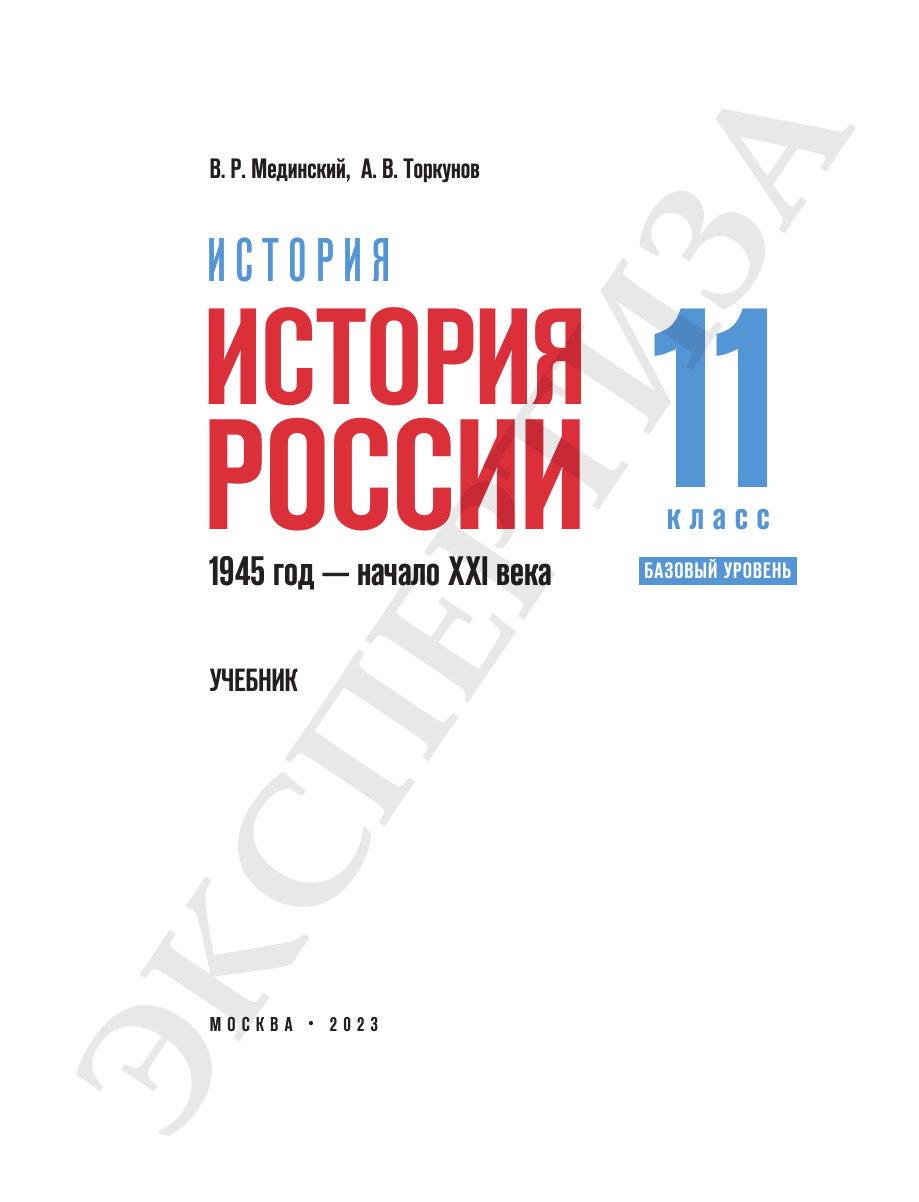 В. Р. Мединский, А. В. Торкунов
ИСТОРИЯ
ИСТОРИЯ
РОССИИ
11
класс
1945 год — начало XXI века
БАЗОВЫЙ УРОВЕНЬ
УЧЕБНИК
МОСКВА • 2023
ЭКСПЕРТИЗА